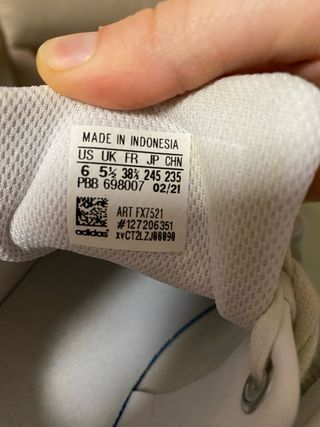 MADE IN INDONESIA
US UK FR JP CHN
6 5½ 38⅔ 245 235
PBB 698007 02/21
ART FX7521
#127206351
adidas xvCT2LZJ08090